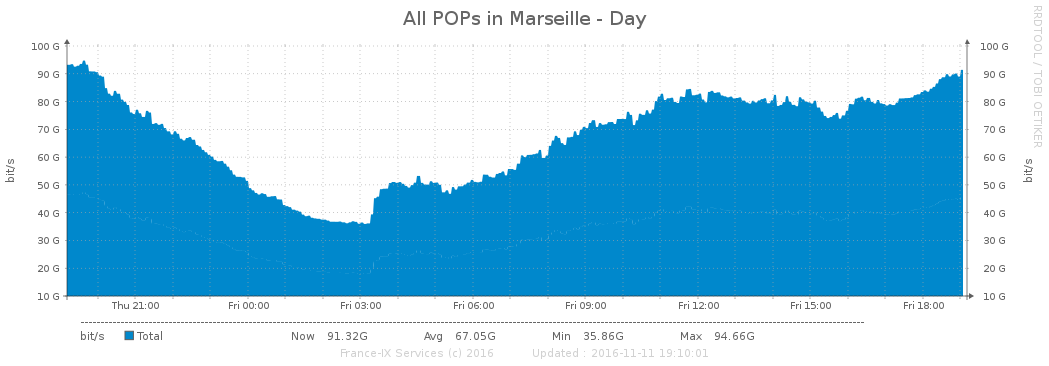 All POPs in Marseille - Day
RRDTOOL / TOBI OETIKER
bit/s
bit/s
100 G 100 G
90 G 90 G
80 G 80 G
70 G 70 G
60 G 60 G
50 G 50 G
40 G 40 G
30 G 30 G
20 G 20 G
10 G 10 G
Thu 21:00 Fri 00:00 Fri 03:00 Fri 06:00 Fri 09:00 Fri 12:00 Fri 15:00 Fri 18:00
bit/s Total Now 91.32G Avg 67.05G Min 35.86G Max 94.66G
France-IX Services (c) 2016 Updated : 2016-11-11 19:10:01